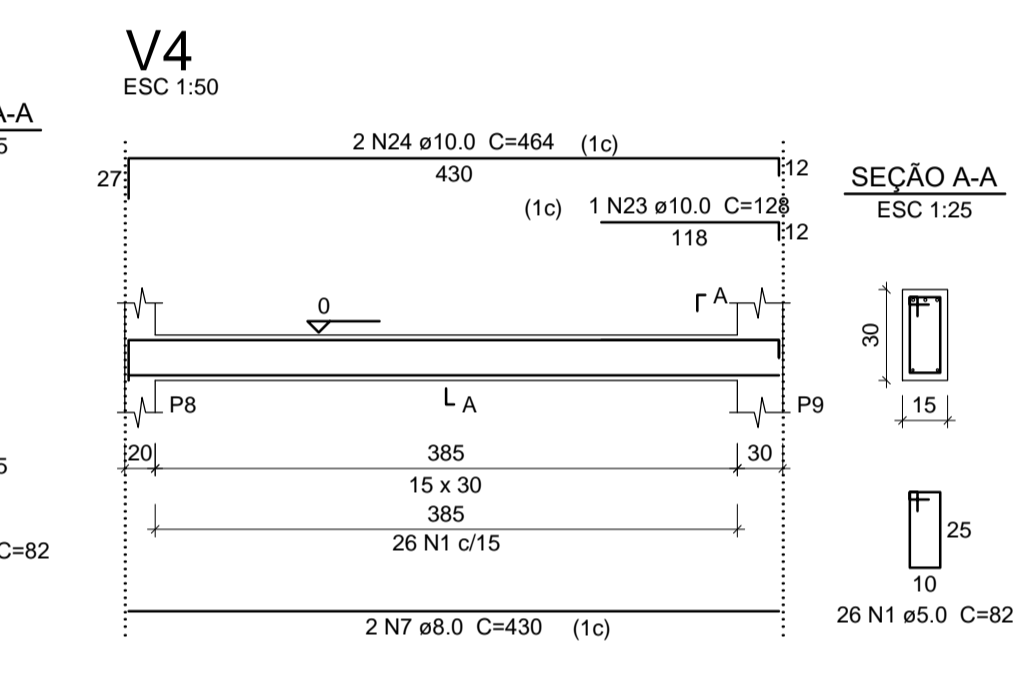 V4
ESC 1:50
A-A
5
2 N24 ø10.0 C=464 (1c)
27
430
12
(1c) 1 N23 ø10.0 C=128
118
12
SEÇÃO A-A
ESC 1:25
0
A
30
15
A
P8
P9
5
20
385
30
15 x 30
385
26 N1 c/15
C=82
25
10
26 N1 ø5.0 C=82
2 N7 ø8.0 C=430 (1c)